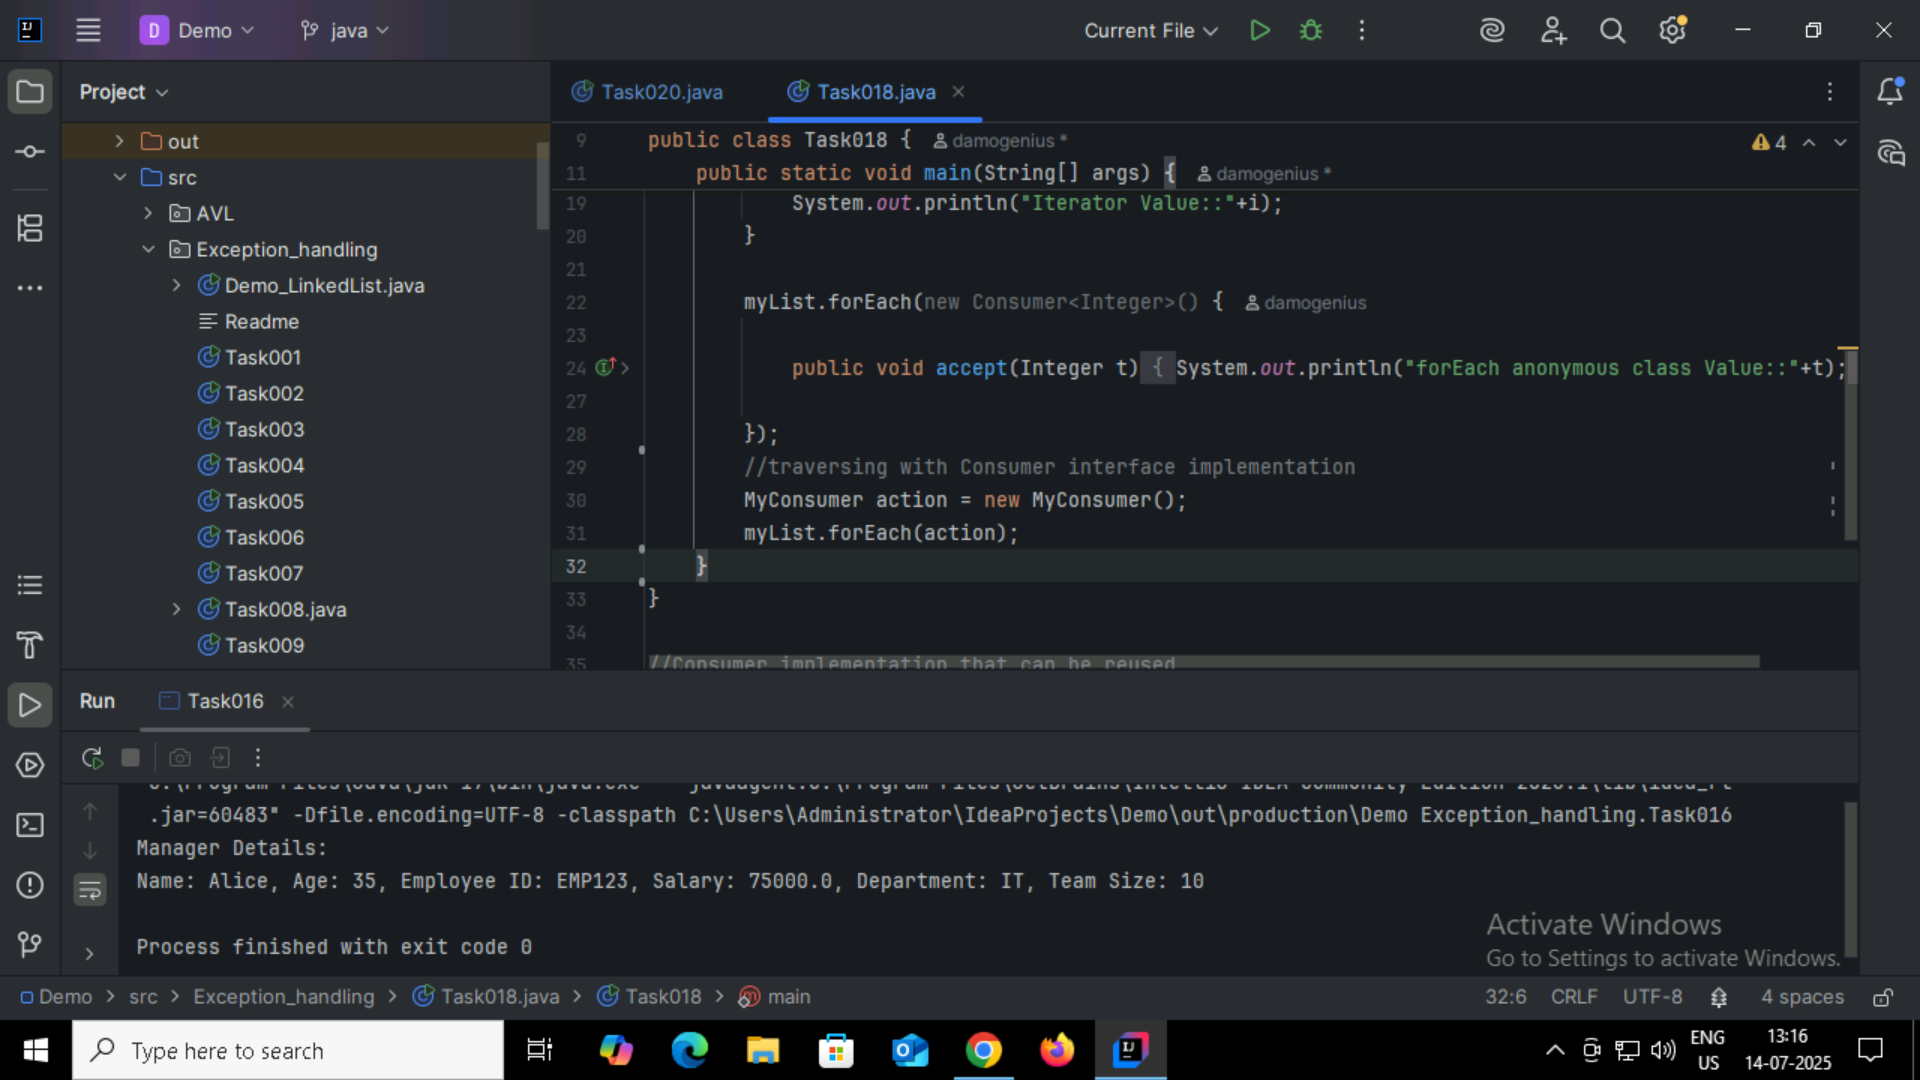 D Demo java Current File
Project
Task020.java Task018.java
out
src
AVL
Exception_handling
Demo_LinkedList.java
Readme
Task001
Task002
Task003
Task004
Task005
Task006
Task007
Task008.java
Task009
9 public class Task018 { damogenius *
4
11 public static void main(String[] args) { damogenius *
19 System.out.println("Iterator Value::"+i);
20 }
21
22 myList.forEach(new Consumer<Integer>() { damogenius
23
24 public void accept(Integer t) { System.out.println("forEach anonymous class Value::"+t);
27
28 });
29 //traversing with Consumer interface implementation
30 MyConsumer action = new MyConsumer();
31 myList.forEach(action);
32 }
33 }
34
35 //Consumer implementation that can be reused
Run Task016
.jar=60483" -Dfile.encoding=UTF-8 -classpath C:\Users\Administrator\IdeaProjects\Demo\out\production\Demo Exception_handling.Task016
Manager Details:
Name: Alice, Age: 35, Employee ID: EMP123, Salary: 75000.0, Department: IT, Team Size: 10
Process finished with exit code 0
Activate Windows
Go to Settings to activate Windows.
Demo > src > Exception_handling > Task018.java > Task018 > main
32:6 CRLF UTF-8 4 spaces
Type here to search
ENG
US
13:16
14-07-2025